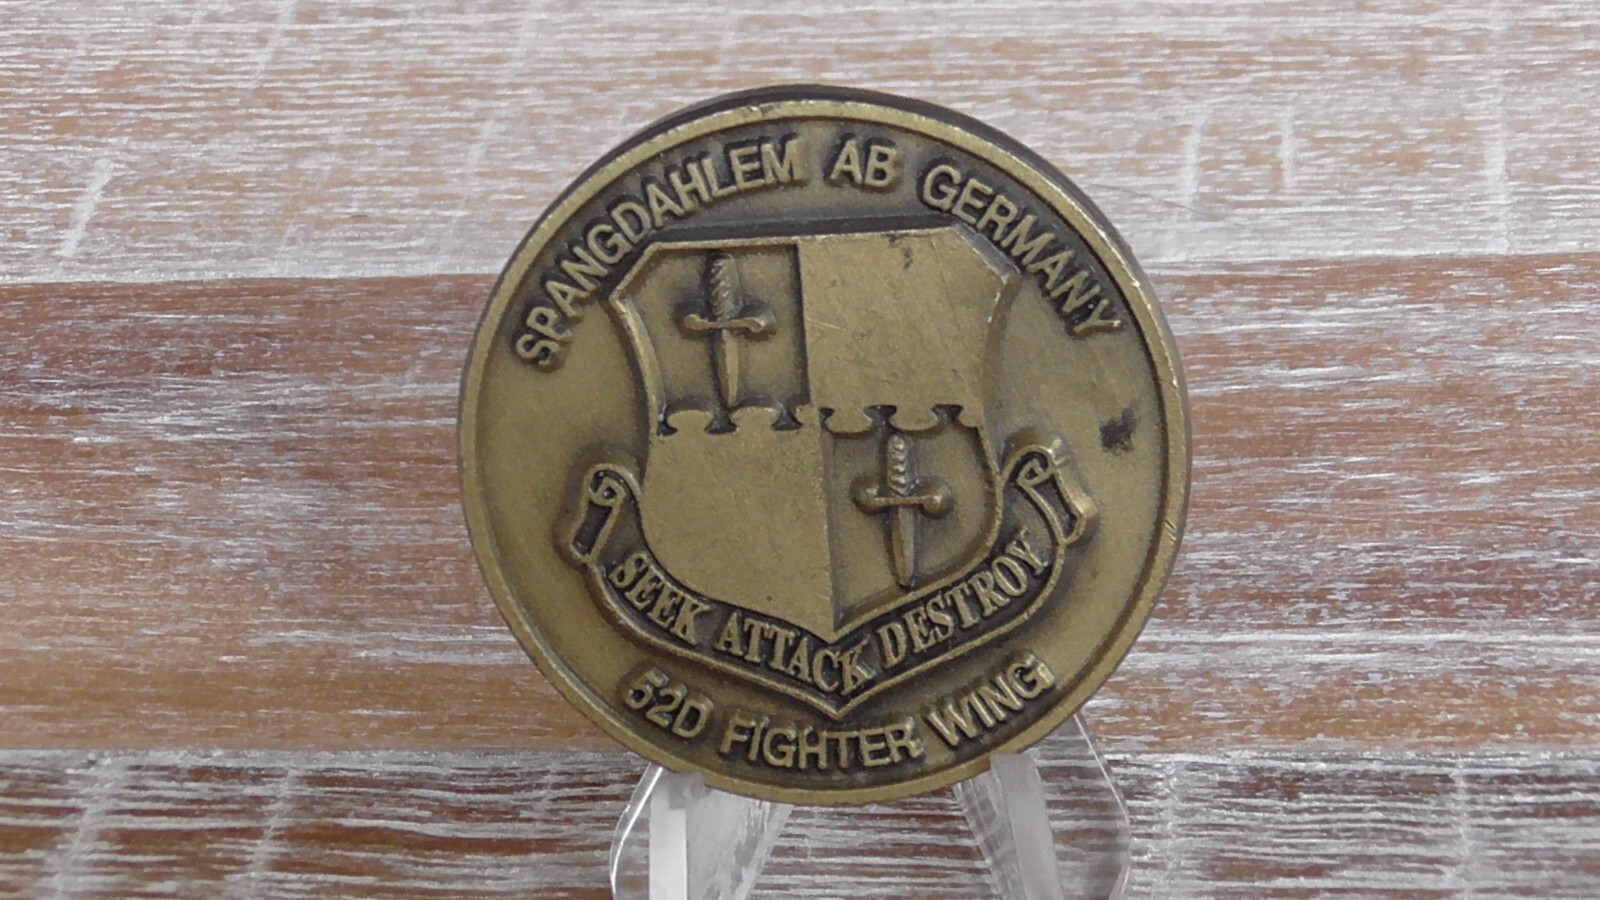 SPANGDAHLEM AB GERMANY
SEEK ATTACK DESTROY
52D FIGHTER WING